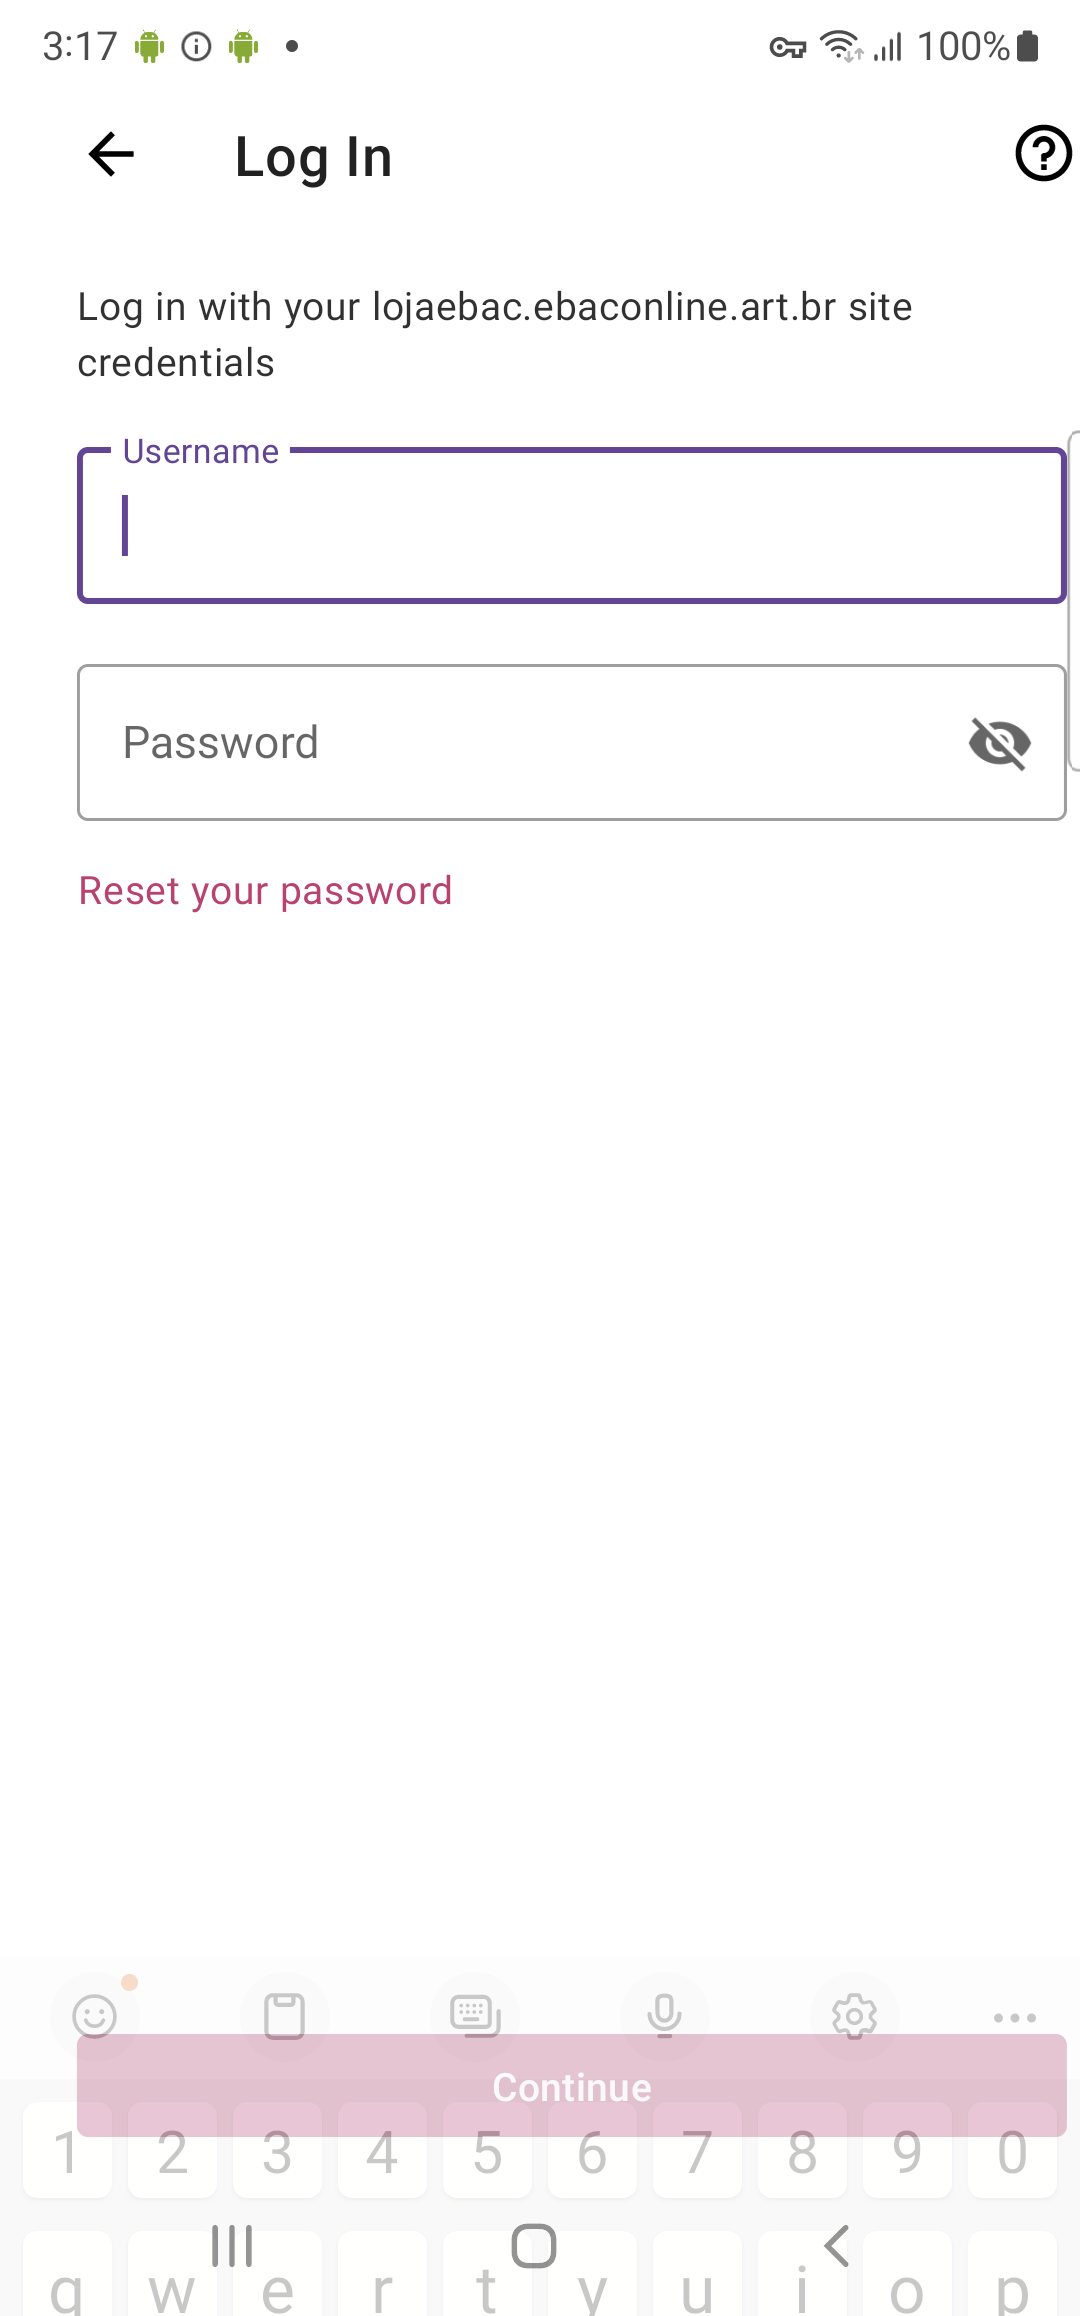 3:17 100%
Log In
Log in with your lojaebac.ebaconline.art.br site
credentials
Username
Password
Reset your password
Continue
1 2 3 4 5 6 7 8 9 0
q w e r t y u i o p